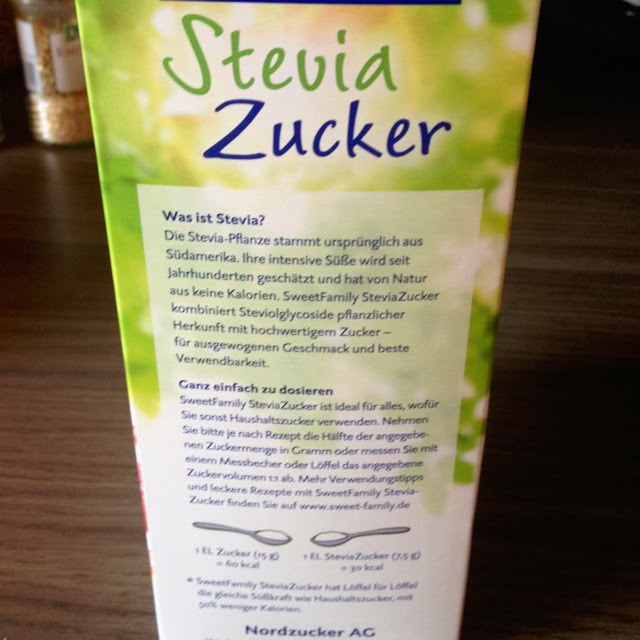 Stevia
Zucker
Was ist Stevia?
Die Stevia-Pflanze stammt ursprünglich aus
Südamerika. Ihre intensive Süße wird seit
Jahrhunderten geschätzt und hat von Natur
aus keine Kalorien. SweetFamily SteviaZucker
kombiniert Steviolglycoside pflanzlicher
Herkunft mit hochwertigem Zucker –
für ausgewogenen Geschmack und beste
Verwendbarkeit.
Ganz einfach zu dosieren
SweetFamily SteviaZucker ist ideal für alles, wofür
Sie sonst Haushaltszucker verwenden. Nehmen
Sie bitte je nach Rezept die Hälfte der angegebe-
nen Zuckermenge in Gramm oder messen Sie mit
einem Messbecher oder Löffel das angegebene
Zuckervolumen 1:1 ab. Mehr Verwendungstipps
und leckere Rezepte mit SweetFamily Stevia-
Zucker finden Sie auf www.sweet-family.de
1 EL Zucker (15 g) 1 EL SteviaZucker (7,5 g)
= 60 kcal = 30 kcal
* SweetFamily SteviaZucker hat Löffel für Löffel
die gleiche Süßkraft wie Haushaltszucker, mit
50% weniger Kalorien.
Nordzucker AG